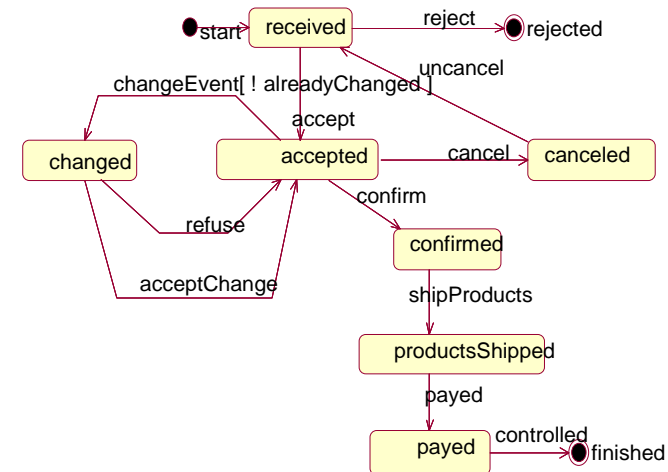 start
received
reject
rejected
uncancel
changeEvent[ ! alreadyChanged ]
accept
changed
accepted
cancel
canceled
confirm
refuse
confirmed
acceptChange
shipProducts
productsShipped
payed
payed
controlled
finished